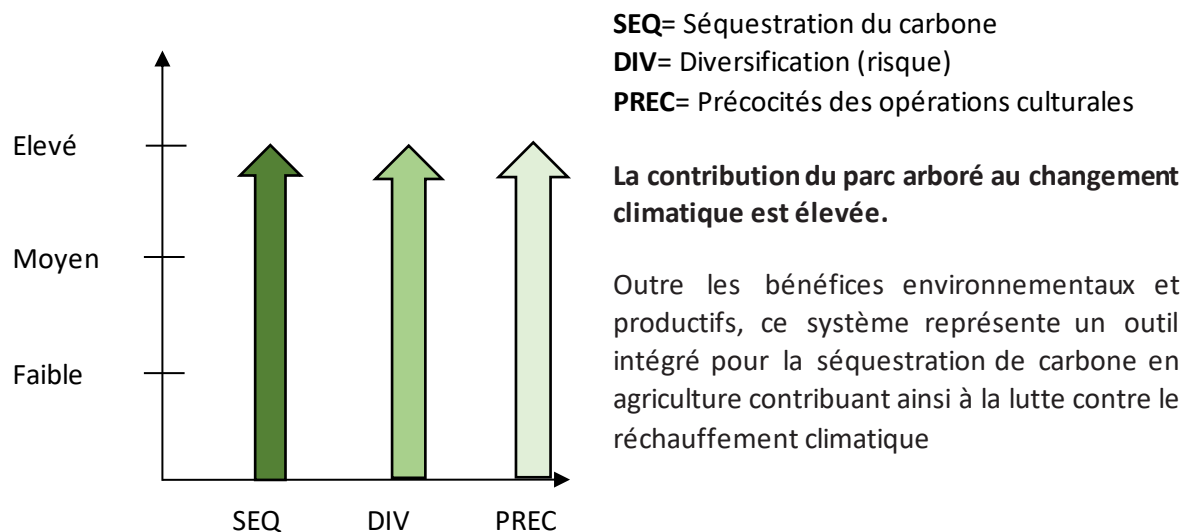 SEQ= Séquestration du carbone
DIV= Diversification (risque)
PREC= Précocités des opérations culturales
La contribution du parc arboré au changement
climatique est élevée.
Outre les bénéfices environnementaux et
productifs, ce système représente un outil
intégré pour la séquestration de carbone en
agriculture contribuant ainsi à la lutte contre le
réchauffement climatique
Elevé
Moyen
Faible
SEQ DIV PREC